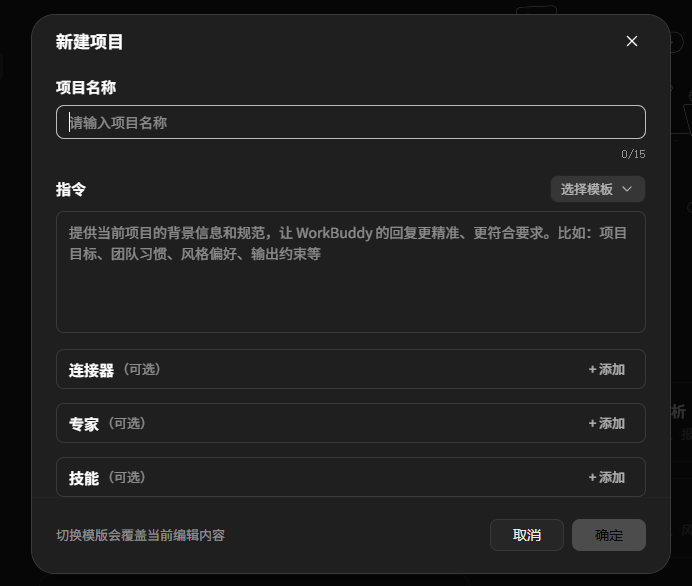 新建项目
项目名称
请输入项目名称
0/15
指令
选择模板
提供当前项目的背景信息和规范，让 WorkBuddy 的回复更精准、更符合要求。比如：项目
目标、团队习惯、风格偏好、输出约束等
连接器（可选）
+ 添加
专家（可选）
+ 添加
技能（可选）
+ 添加
切换模版会覆盖当前编辑内容
取消
确定
析